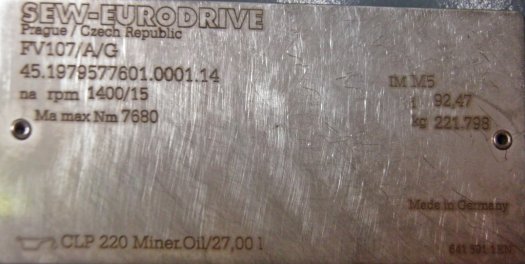 SEW-EURODRIVE
Prague / Czech Republic
FV107/A/G
45.1979577601.0001.14
na rpm 1400/15
Ma max Nm 7680
IM M5
i 92,47
kg 221.798
Made in Germany
CLP 220 Miner.Oil/27,00 l